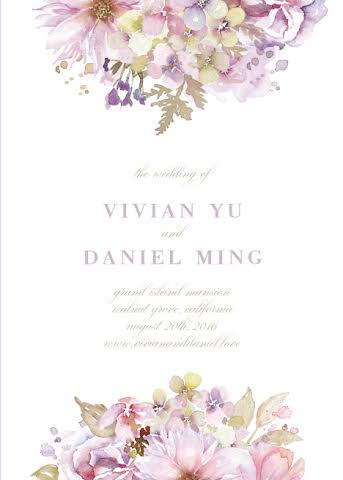 the wedding of
VIVIAN YU
and
DANIEL MING
grand island mansion
walnut grove, california
august 20th, 2016
www.viviananddaniel.love